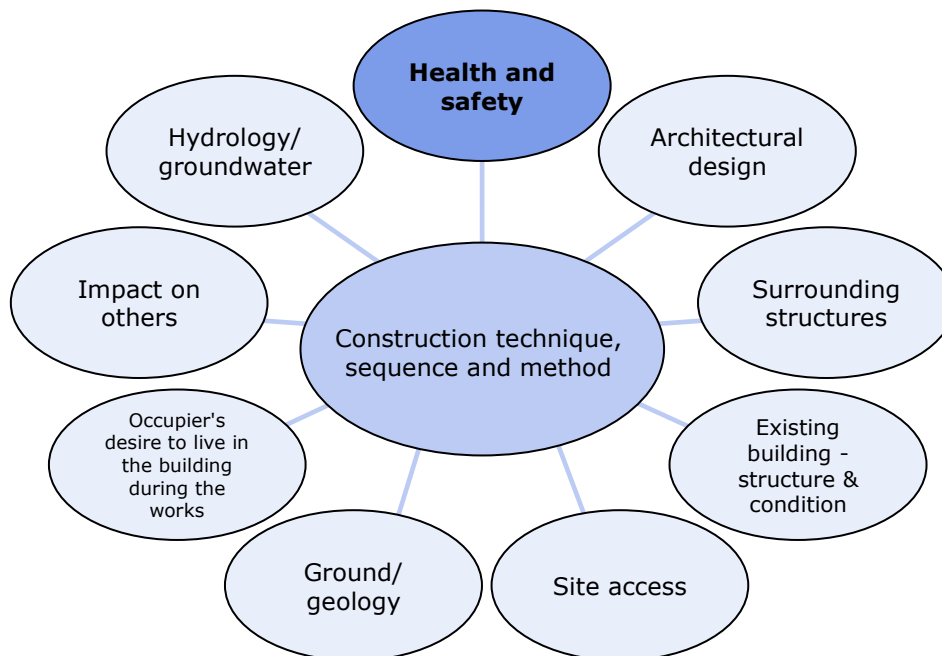 Health and
safety
Architectural
design
Surrounding
structures
Existing
building -
structure &
condition
Site access
Ground/
geology
Occupier's
desire to live in
the building
during the
works
Impact on
others
Hydrology/
groundwater
Construction technique,
sequence and method